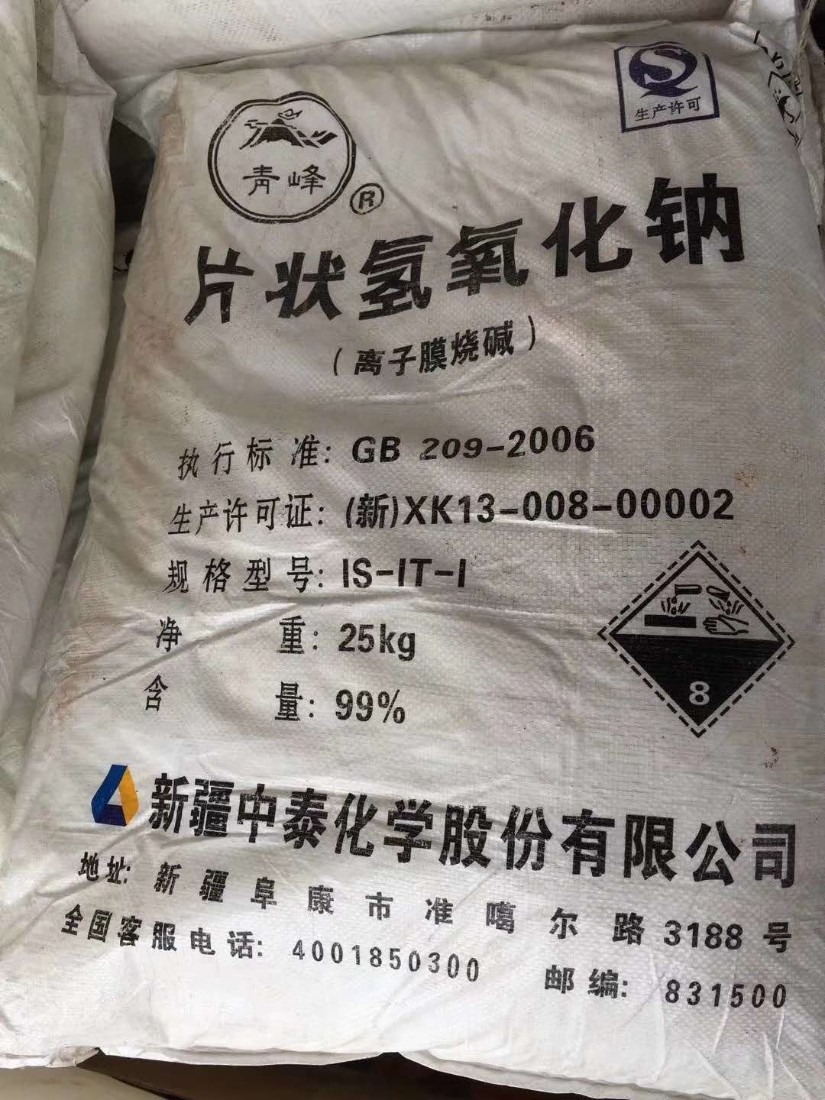 青峰
®
生产许可
片状氢氧化钠
(离子膜烧碱)
执行标准: GB 209-2006
生产许可证: (新)XK13-008-00002
规格型号: IS-IT-I
净重: 25kg
含量: 99%
8
新疆中泰化学股份有限公司
地址: 新疆阜康市准噶尔路3188号
全国客服电话: 4001850300 邮编: 831500